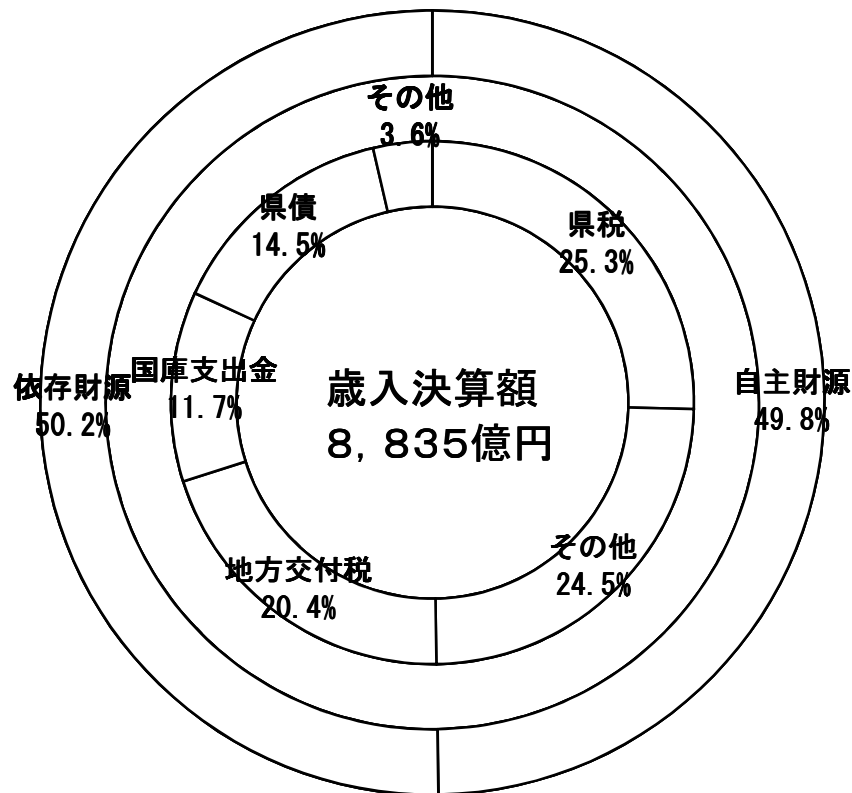 その他
3.6%
県債
14.5%
県税
25.3%
国庫支出金
11.7%
依存財源
50.2%
歳入決算額
8,835億円
自主財源
49.8%
その他
24.5%
地方交付税
20.4%